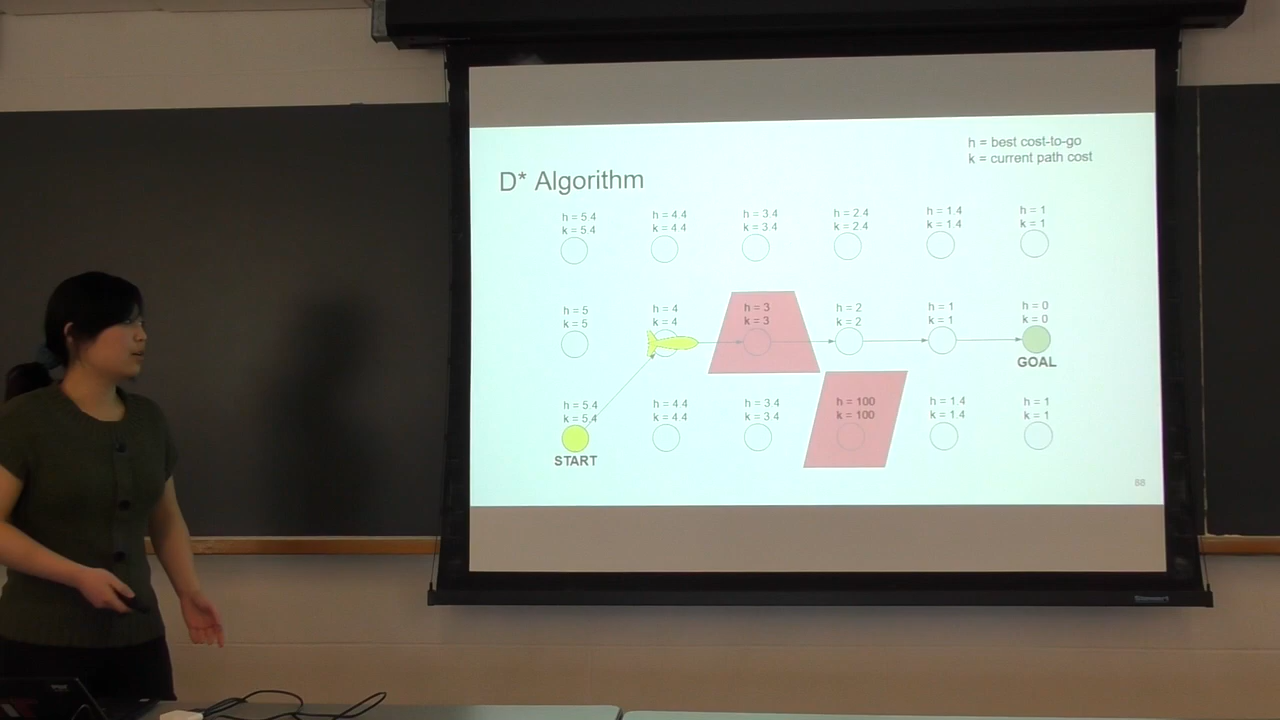 h = best cost-to-go
k = current path cost
D* Algorithm
h = 5.4 h = 4.4 h = 3.4 h = 2.4 h = 1.4 h = 1
k = 5.4 k = 4.4 k = 3.4 k = 2.4 k = 1.4 k = 1
h = 5 h = 4 h = 3 h = 2 h = 1 h = 0
k = 5 k = 4 k = 3 k = 2 k = 1 k = 0
GOAL
h = 5.4 h = 4.4 h = 3.4 h = 100 h = 1.4 h = 1
k = 5.4 k = 4.4 k = 3.4 k = 100 k = 1.4 k = 1
START
88